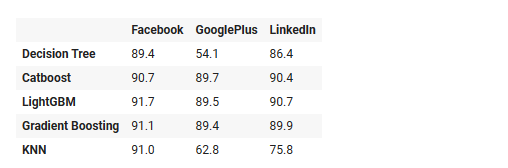 Facebook GooglePlus LinkedIn
Decision Tree 89.4 54.1 86.4
Catboost 90.7 89.7 90.4
LightGBM 91.7 89.5 90.7
Gradient Boosting 91.1 89.4 89.9
KNN 91.0 62.8 75.8